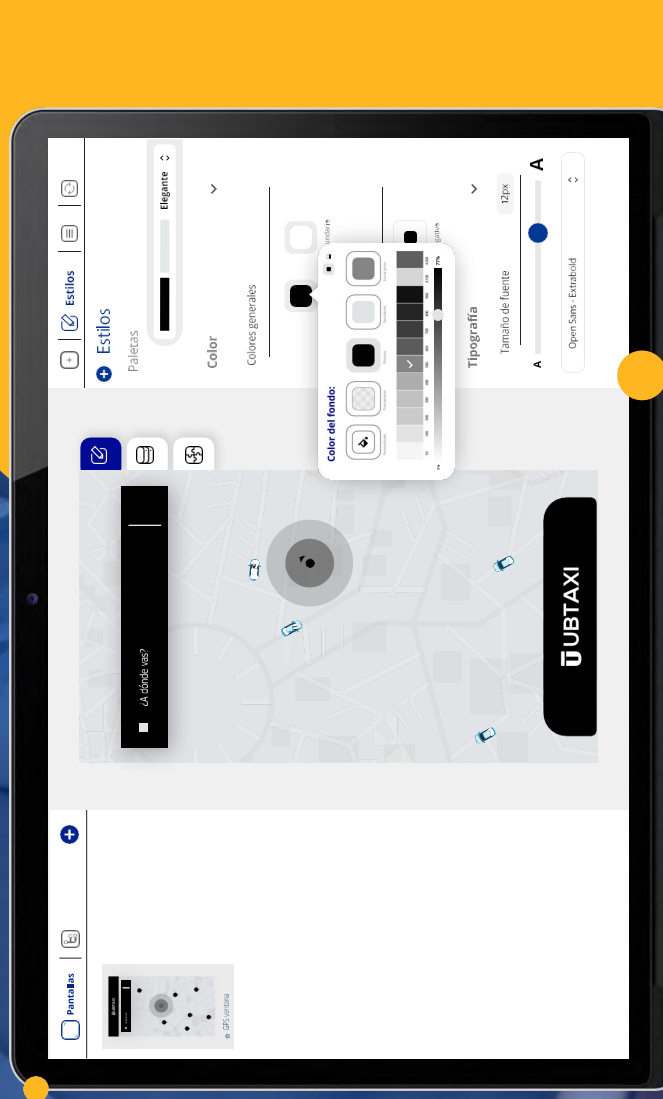 Pantallas
GPS ventana
¿A dónde vas?
UBTAXI
Estilos
Estilos
Paletas
Elegante
Color
Colores generales
Color del fondo:
77%
Tipografía
Tamaño de fuente
12px
A
A
Open Sans - Extrabold